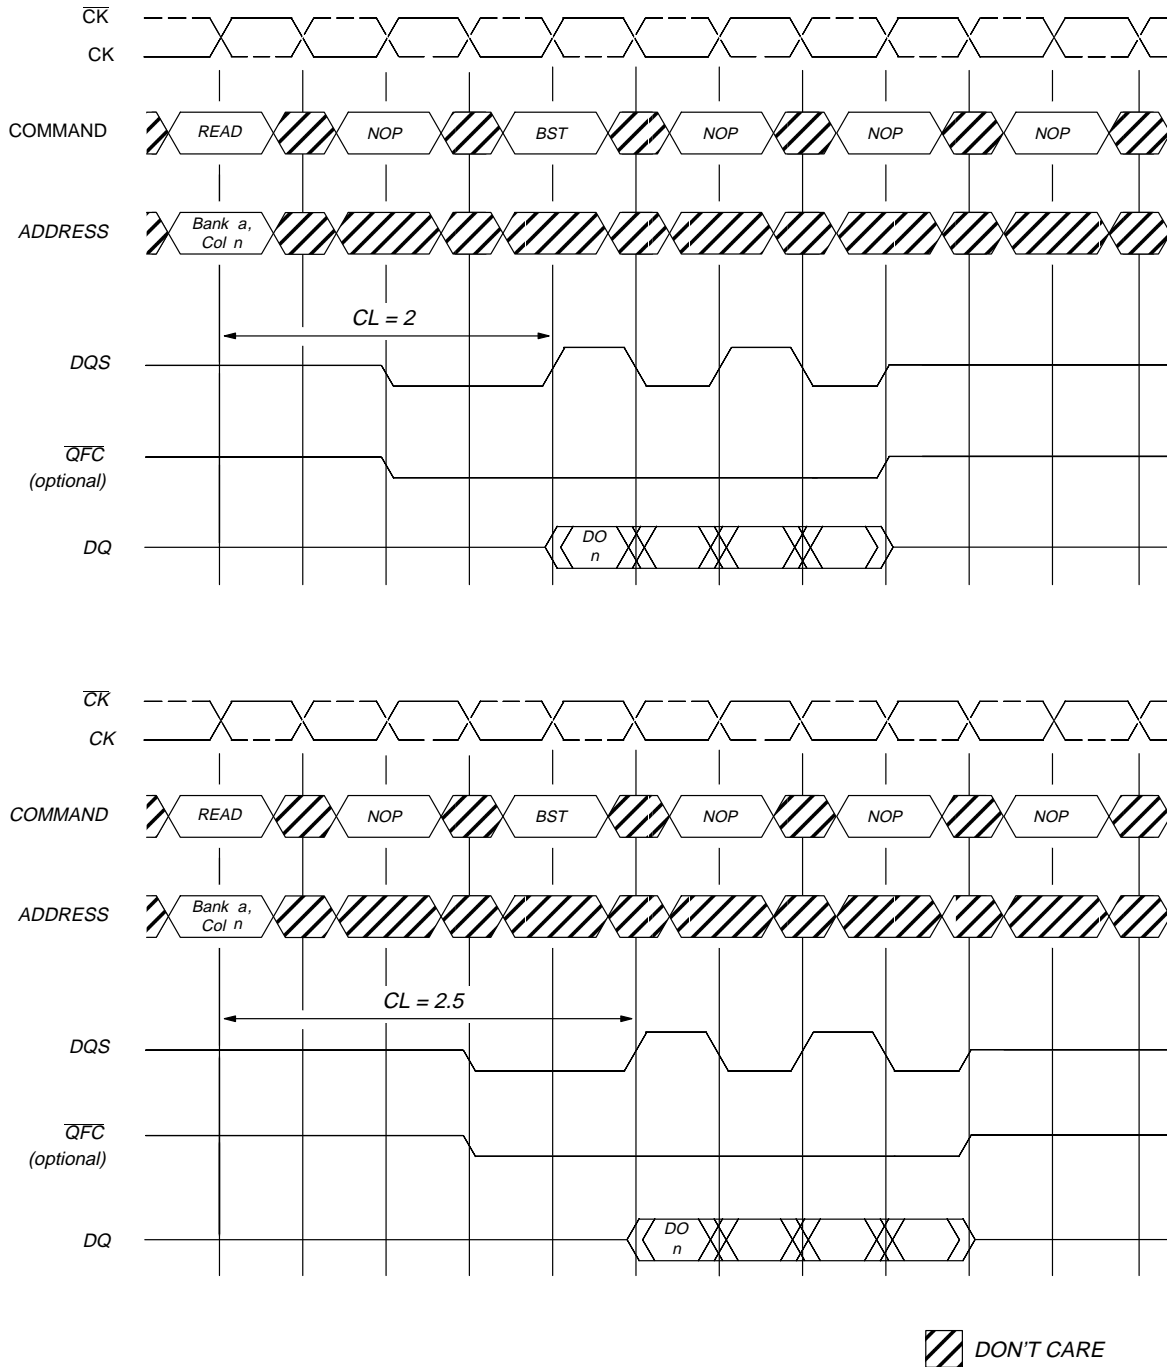 CK
CK
COMMAND
READ NOP BST NOP NOP NOP
ADDRESS
Bank a,
Col n
CL = 2
DQS
QFC
(optional)
DQ
DO
n
CK
CK
COMMAND
READ NOP BST NOP NOP NOP
ADDRESS
Bank a,
Col n
CL = 2.5
DQS
QFC
(optional)
DQ
DO
n
DON'T CARE